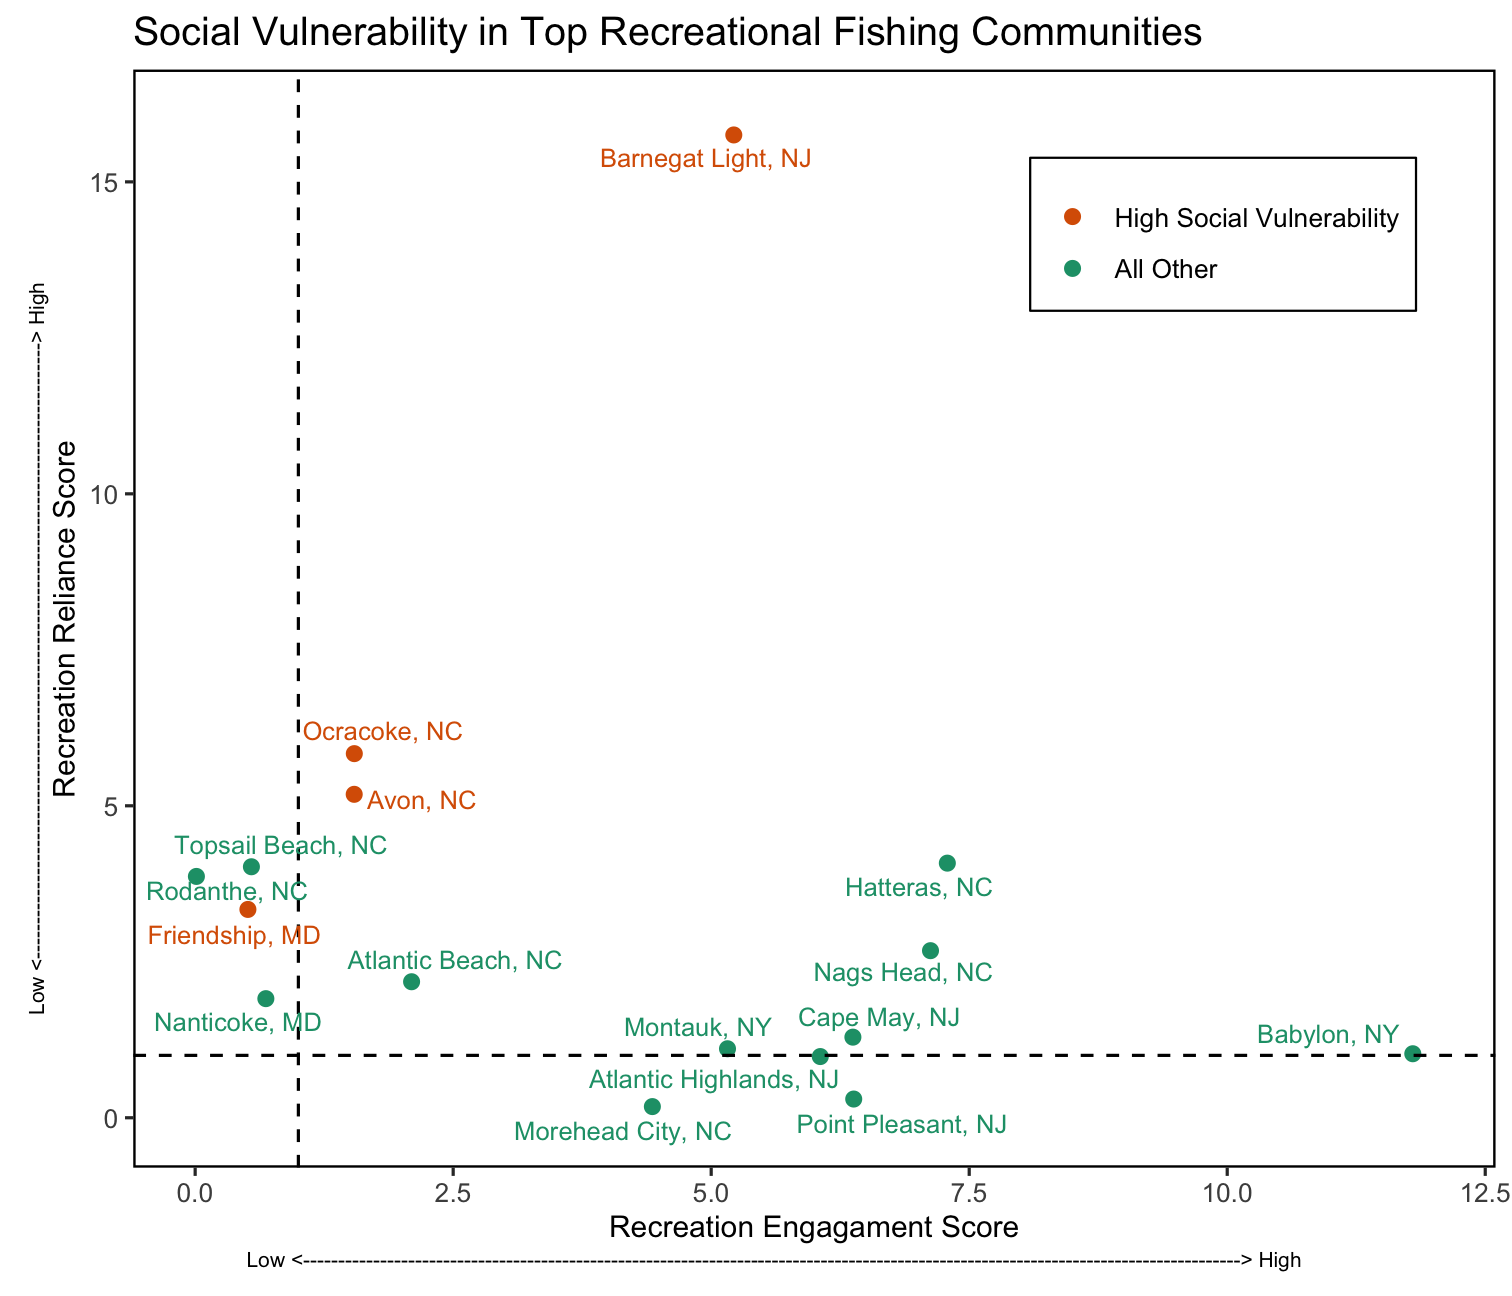 Social Vulnerability in Top Recreational Fishing Communities
Barnegat Light, NJ
High Social Vulnerability
All Other
15
10
5
0
Low <---------------------------------------------------------------------------------------> High
Recreation Reliance Score
Ocracoke, NC
Avon, NC
Topsail Beach, NC
Rodanthe, NC
Friendship, MD
Hatteras, NC
Atlantic Beach, NC
Nags Head, NC
Nanticoke, MD
Montauk, NY
Cape May, NJ
Babylon, NY
Atlantic Highlands, NJ
Morehead City, NC
Point Pleasant, NJ
0.0
2.5
5.0
7.5
10.0
12.5
Recreation Engagament Score
Low <---------------------------------------------------------------------------------------------------------------------------------------> High